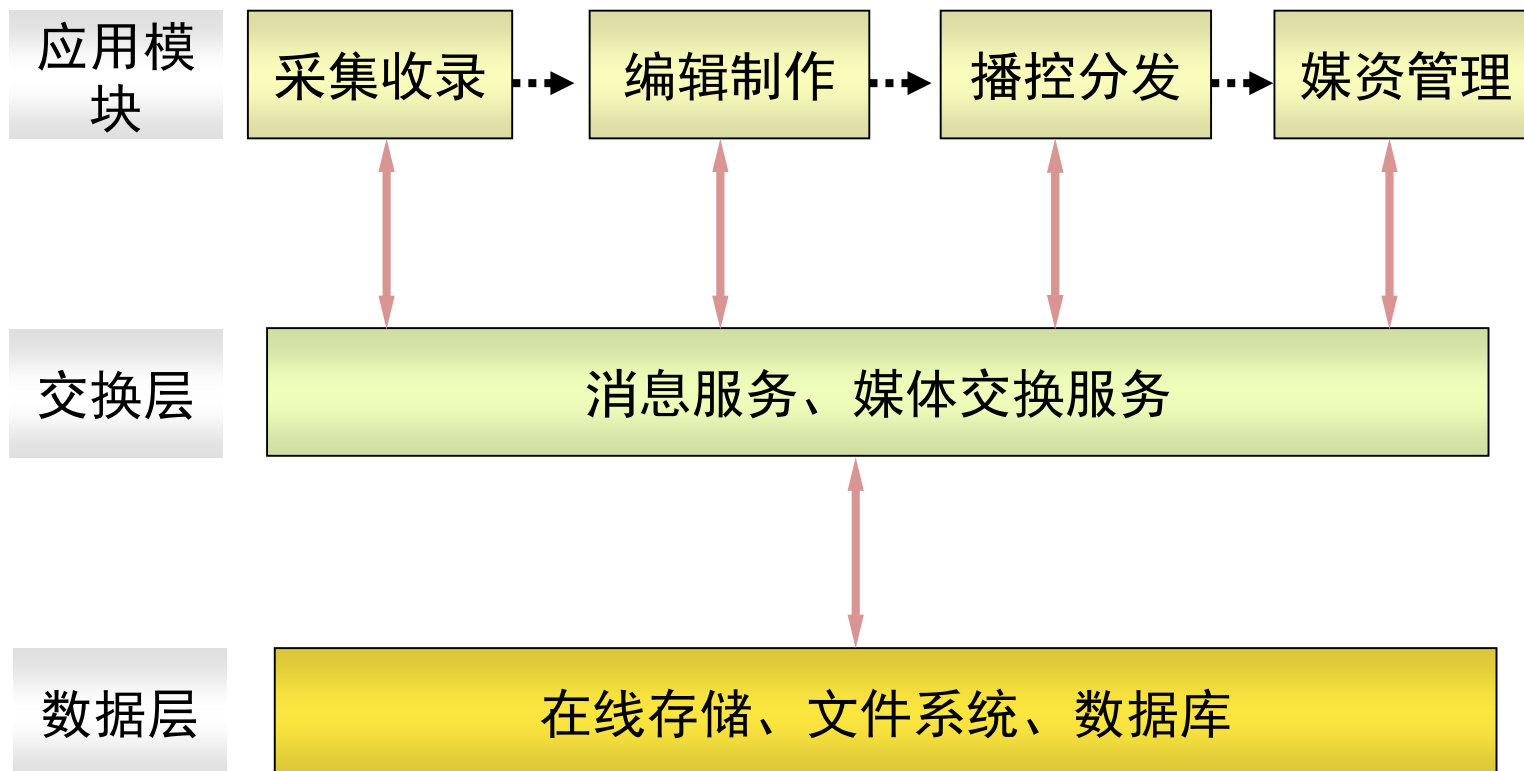 应用模
块
采集收录
编辑制作
播控分发
媒资管理
交换层
消息服务、媒体交换服务
数据层
在线存储、文件系统、数据库